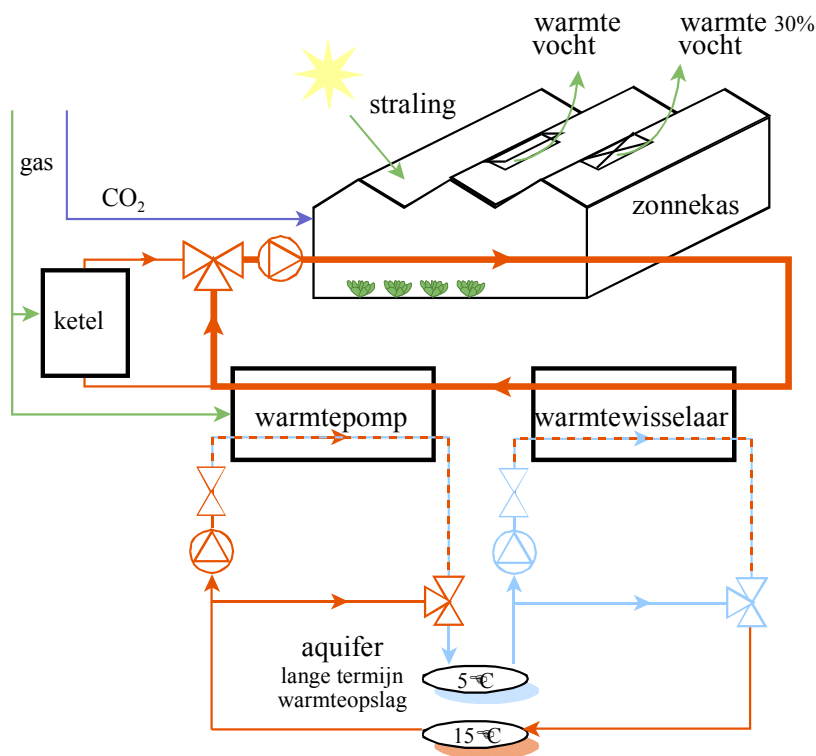 warmte
vocht
warmte 30%
vocht
straling
gas
CO₂
zonnekas
ketel
warmtepomp
warmtewisselaar
aquifer
lange termijn
warmteopslag
5☜C
15☜C